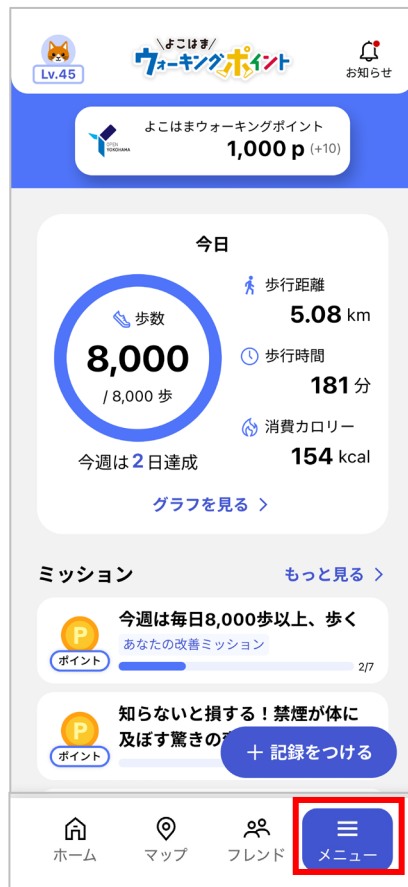 Lv.45
よこはま
ウォーキングポイント
お知らせ
OPEN
YOKOHAMA
よこはまウォーキングポイント
1,000 p (+10)
今日
歩数
8,000
/ 8,000 歩
今週は2日達成
歩行距離
5.08 km
歩行時間
181 分
消費カロリー
154 kcal
グラフを見る
ミッション
もっと見る
P
ポイント
今週は毎日8,000歩以上、歩く
あなたの改善ミッション
2/7
P
ポイント
知らないと損する！禁煙が体に
及ぼす驚きの
＋ 記録をつける
ホーム
マップ
フレンド
メニュー